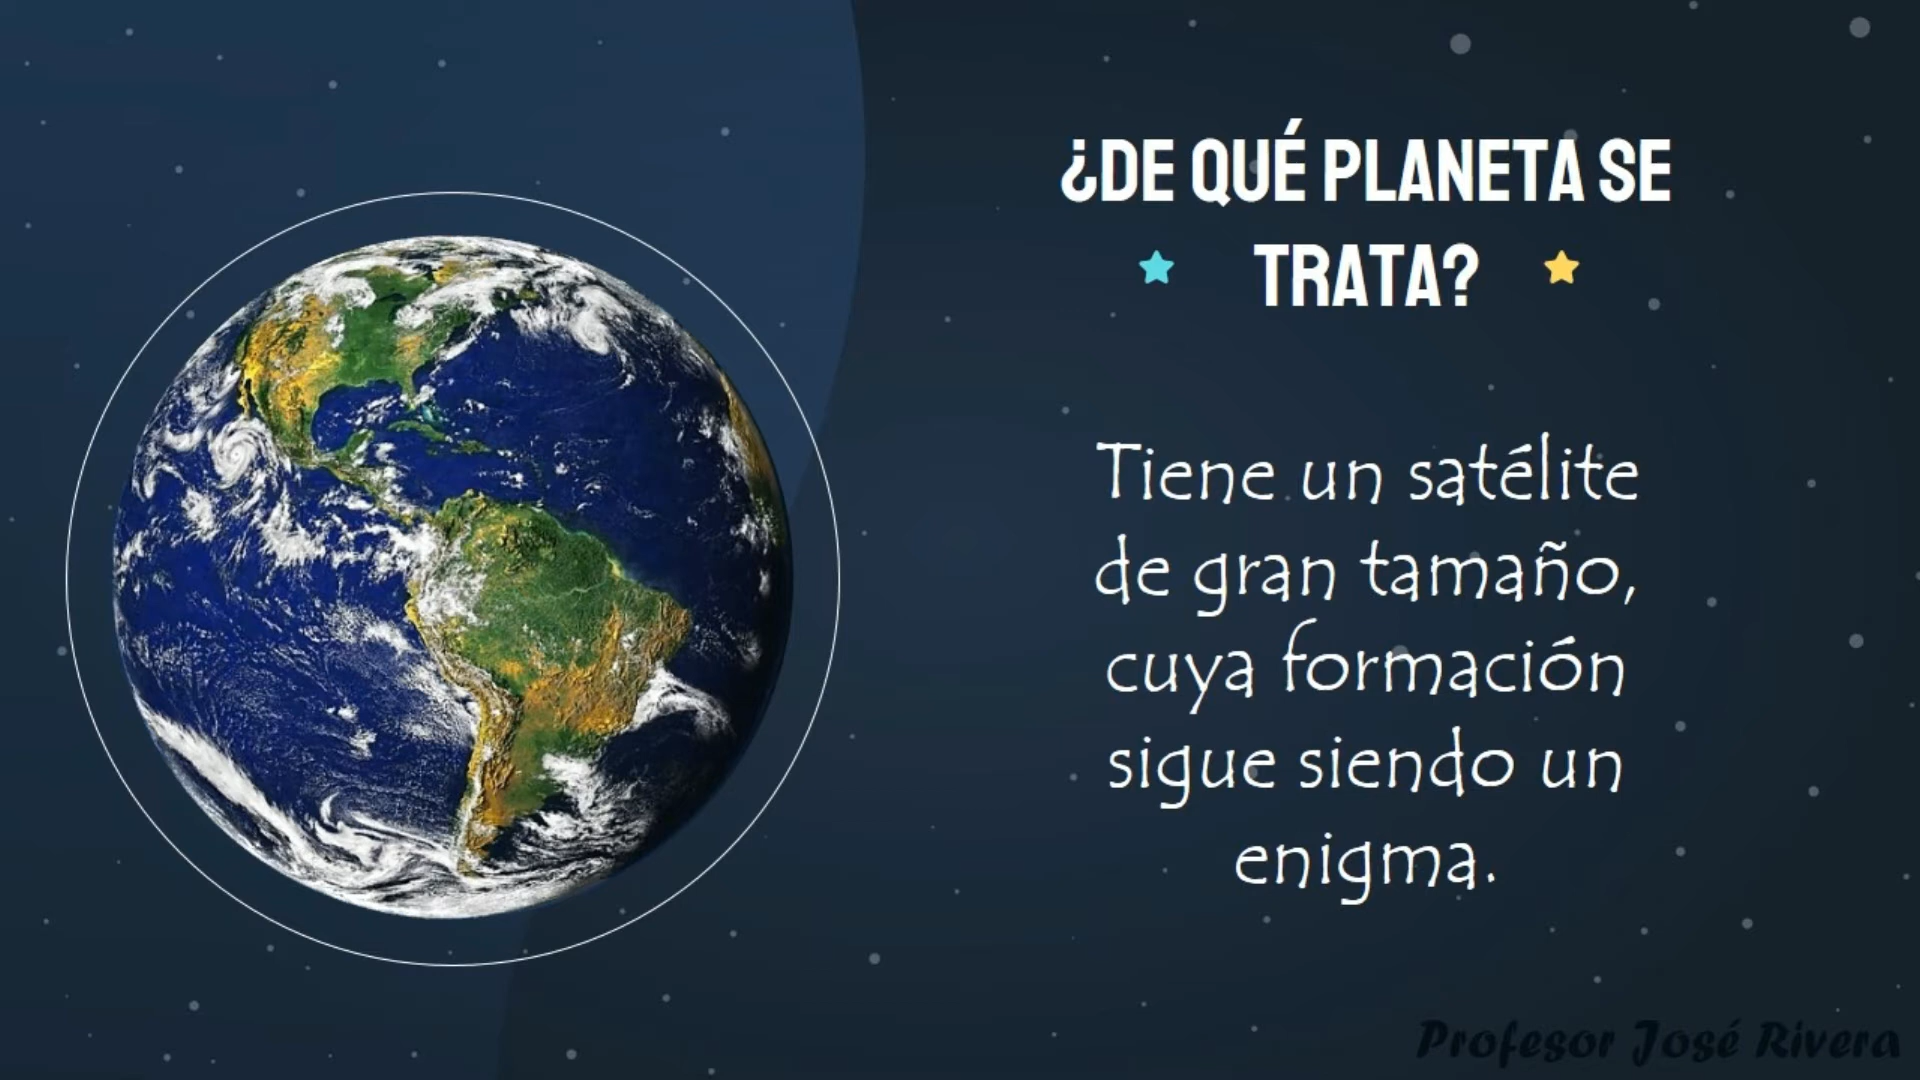 ¿DE QUÉ PLANETA SE
TRATA?
Tiene un satélite
de gran tamaño,
cuya formación
sigue siendo un
enigma.
Profesor José Rivera